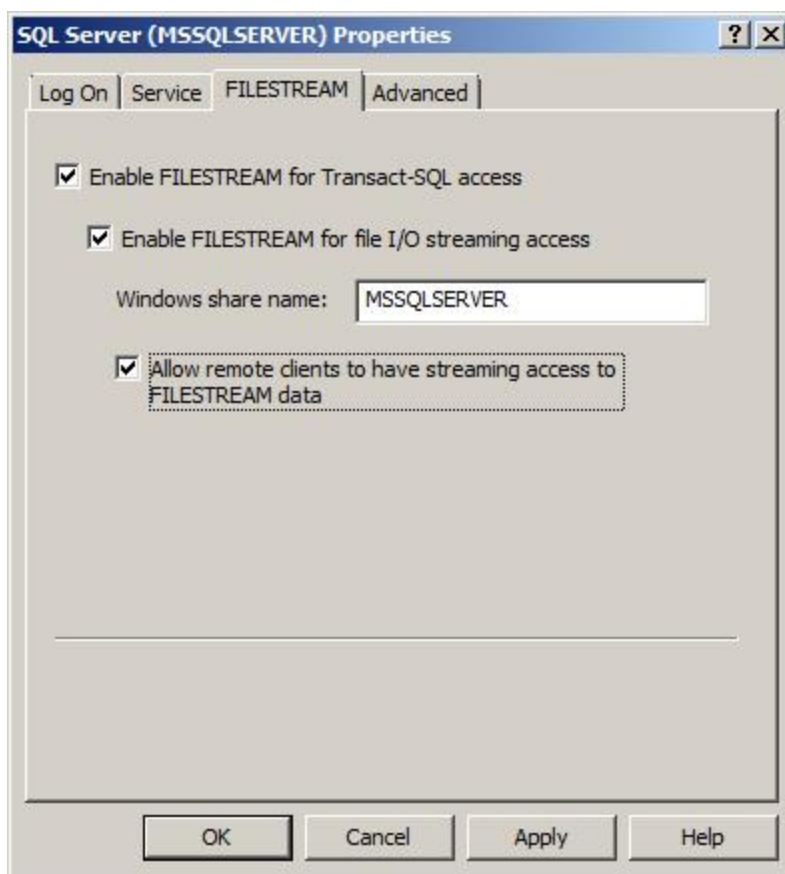 SQL Server (MSSQLSERVER) Properties
Log On Service FILESTREAM Advanced
Enable FILESTREAM for Transact-SQL access
Enable FILESTREAM for file I/O streaming access
Windows share name: MSSQLSERVER
Allow remote clients to have streaming access to
FILESTREAM data
OK Cancel Apply Help